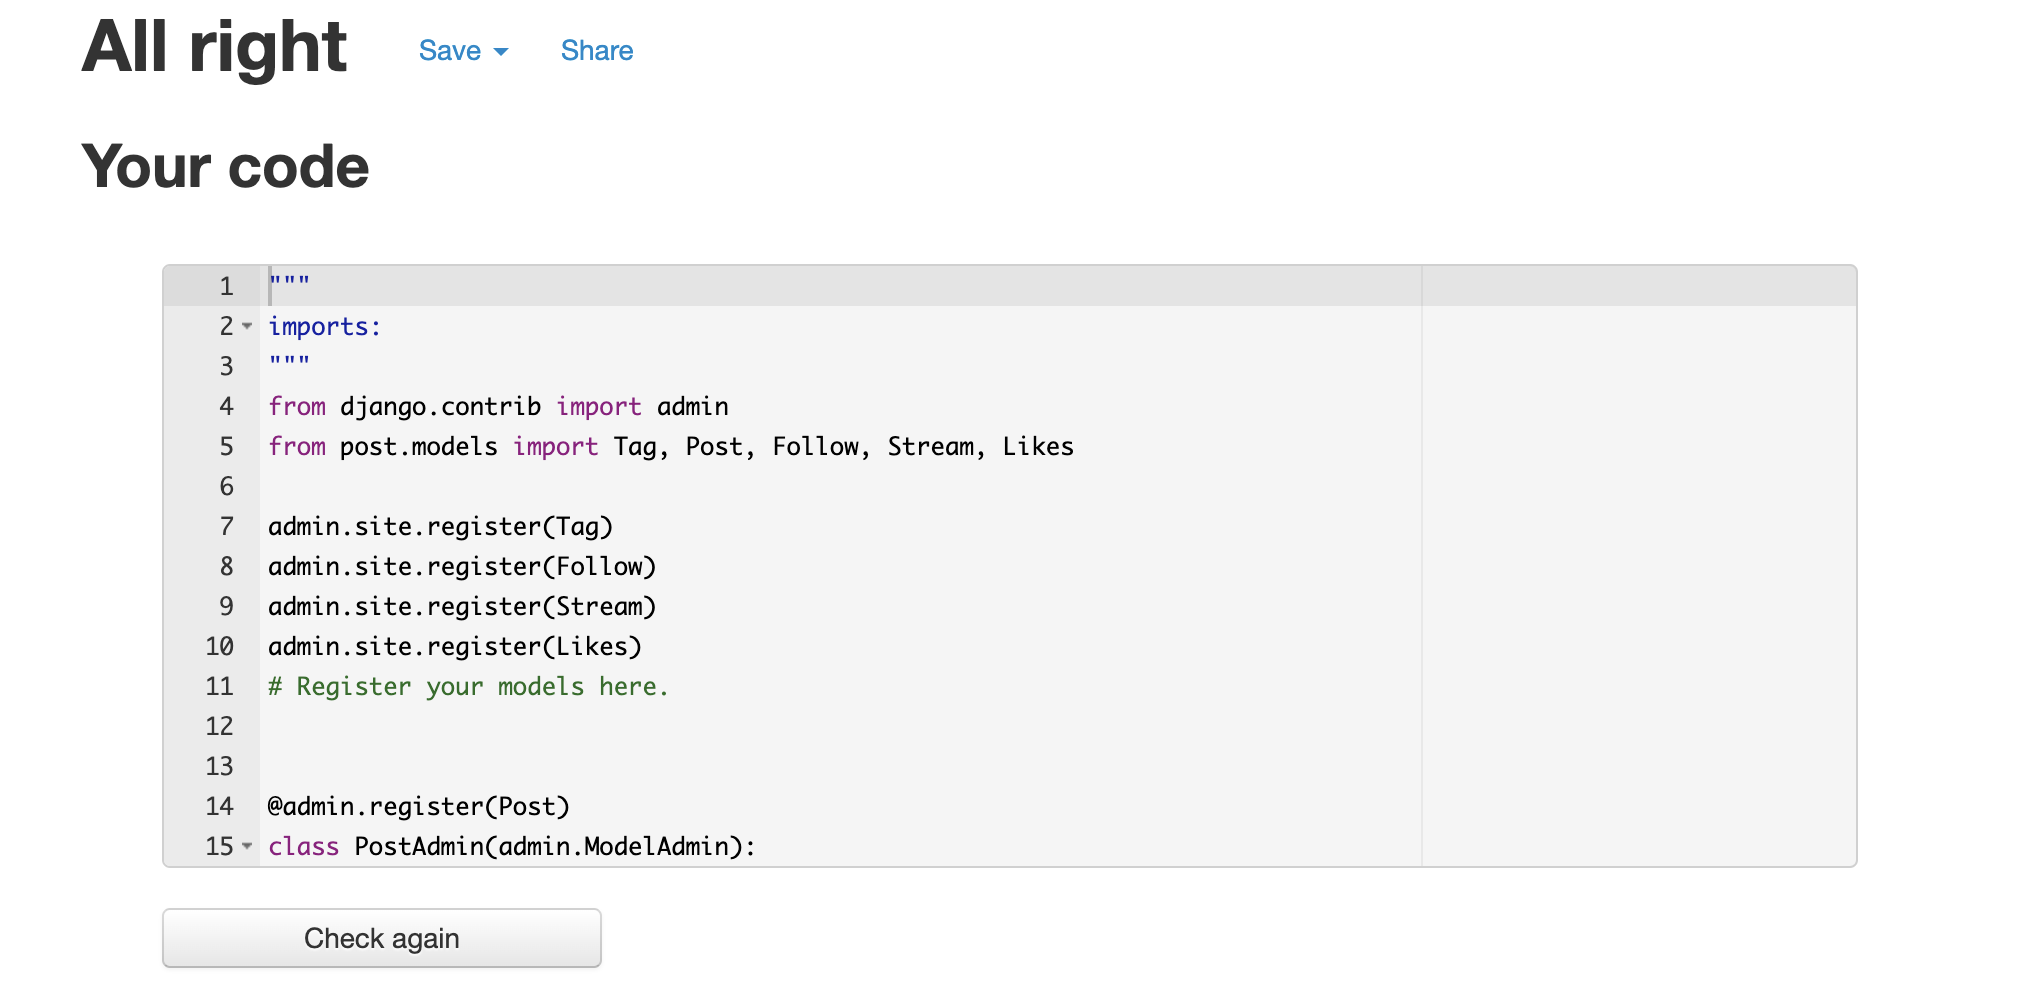 All right
Save
Share
Your code
1 """
2 imports:
3 """
4 from django.contrib import admin
5 from post.models import Tag, Post, Follow, Stream, Likes
6
7 admin.site.register(Tag)
8 admin.site.register(Follow)
9 admin.site.register(Stream)
10 admin.site.register(Likes)
11 # Register your models here.
12
13
14 @admin.register(Post)
15 class PostAdmin(admin.ModelAdmin):
Check again